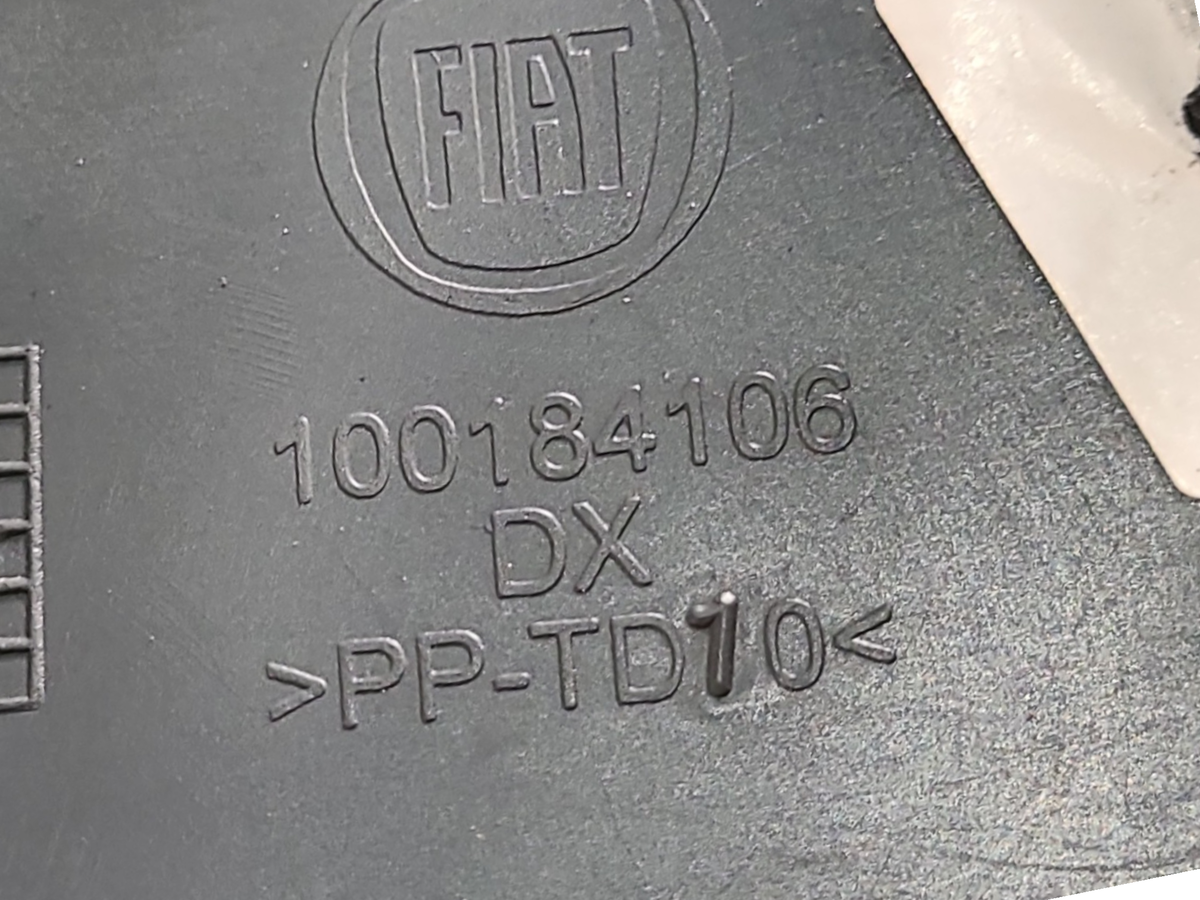 FIAT
100184106
DX
>PP-TD10<